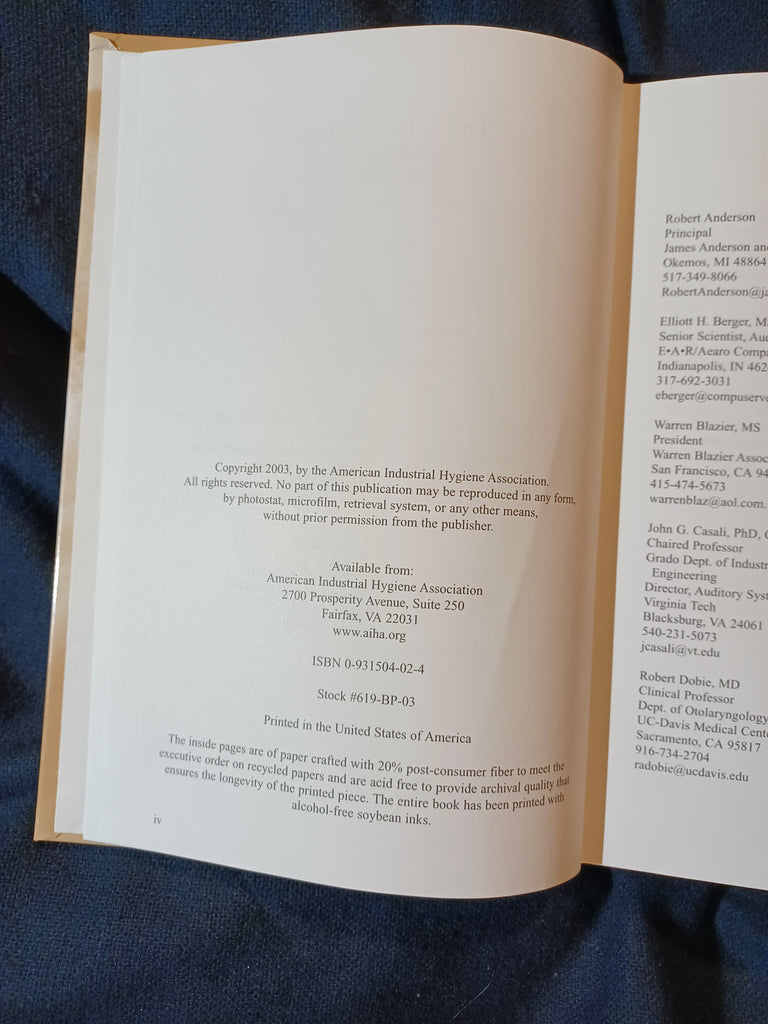 Copyright 2003, by the American Industrial Hygiene Association.
All rights reserved. No part of this publication may be reproduced in any form,
by photostat, microfilm, retrieval system, or any other means,
without prior permission from the publisher.
Available from:
American Industrial Hygiene Association
2700 Prosperity Avenue, Suite 250
Fairfax, VA 22031
www.aiha.org
ISBN 0-931504-02-4
Stock #619-BP-03
Printed in the United States of America
The inside pages are of paper crafted with 20% post-consumer fiber to meet the
executive order on recycled papers and are acid free to provide archival quality that
ensures the longevity of the printed piece. The entire book has been printed with
alcohol-free soybean inks.
iv
Robert Anderson
Principal
James Anderson and
Okemos, MI 48864
517-349-8066
RobertAnderson@ja
Elliott H. Berger, M
Senior Scientist, Aud
E•A•R/Aearo Compa
Indianapolis, IN 462
317-692-3031
eberger@compuserve
Warren Blazier, MS
President
Warren Blazier Assoc
San Francisco, CA 94
415-474-5673
warrenblaz@aol.com
John G. Casali, PhD, C
Chaired Professor
Grado Dept. of Industr
Engineering
Director, Auditory Syst
Virginia Tech
Blacksburg, VA 24061
540-231-5073
jcasali@vt.edu
Robert Dobie, MD
Clinical Professor
Dept. of Otolaryngology
UC-Davis Medical Cente
Sacramento, CA 95817
916-734-2704
radobie@ucdavis.edu